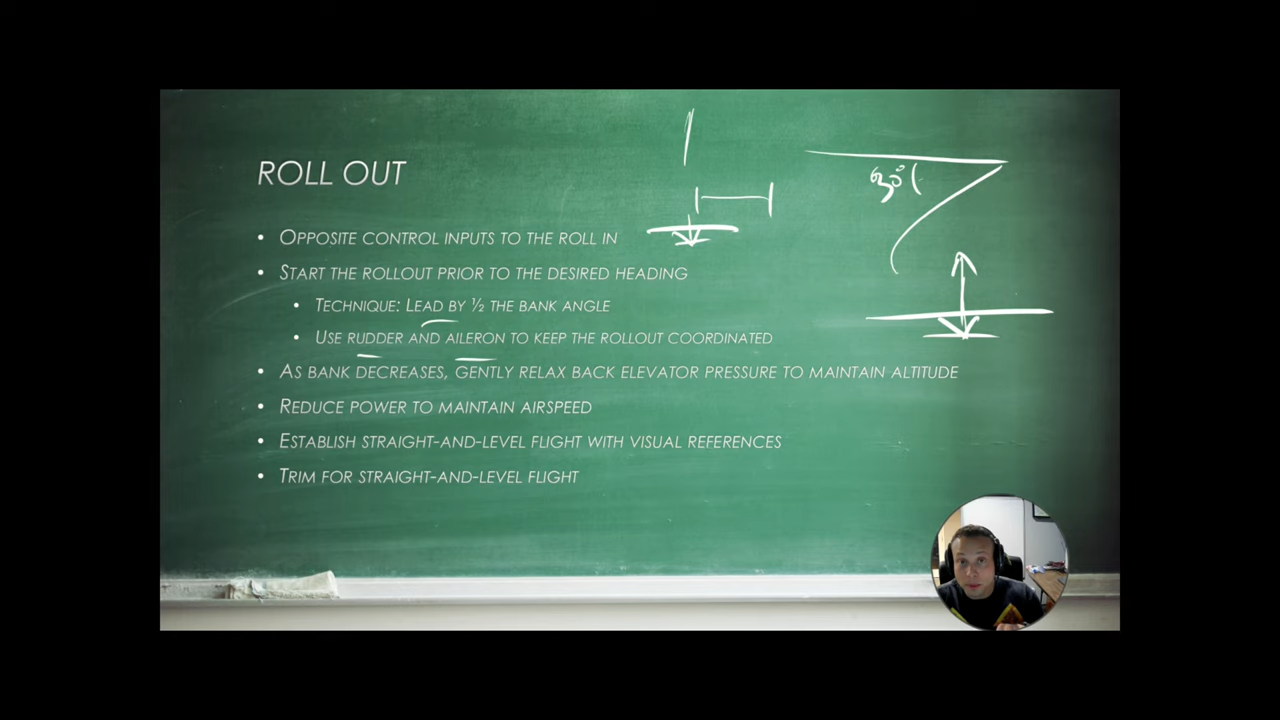 ROLL OUT
• OPPOSITE CONTROL INPUTS TO THE ROLL IN
• START THE ROLLOUT PRIOR TO THE DESIRED HEADING
• TECHNIQUE: LEAD BY ½ THE BANK ANGLE
• USE RUDDER AND AILERON TO KEEP THE ROLLOUT COORDINATED
• AS BANK DECREASES, GENTLY RELAX BACK ELEVATOR PRESSURE TO MAINTAIN ALTITUDE
• REDUCE POWER TO MAINTAIN AIRSPEED
• ESTABLISH STRAIGHT-AND-LEVEL FLIGHT WITH VISUAL REFERENCES
• TRIM FOR STRAIGHT-AND-LEVEL FLIGHT